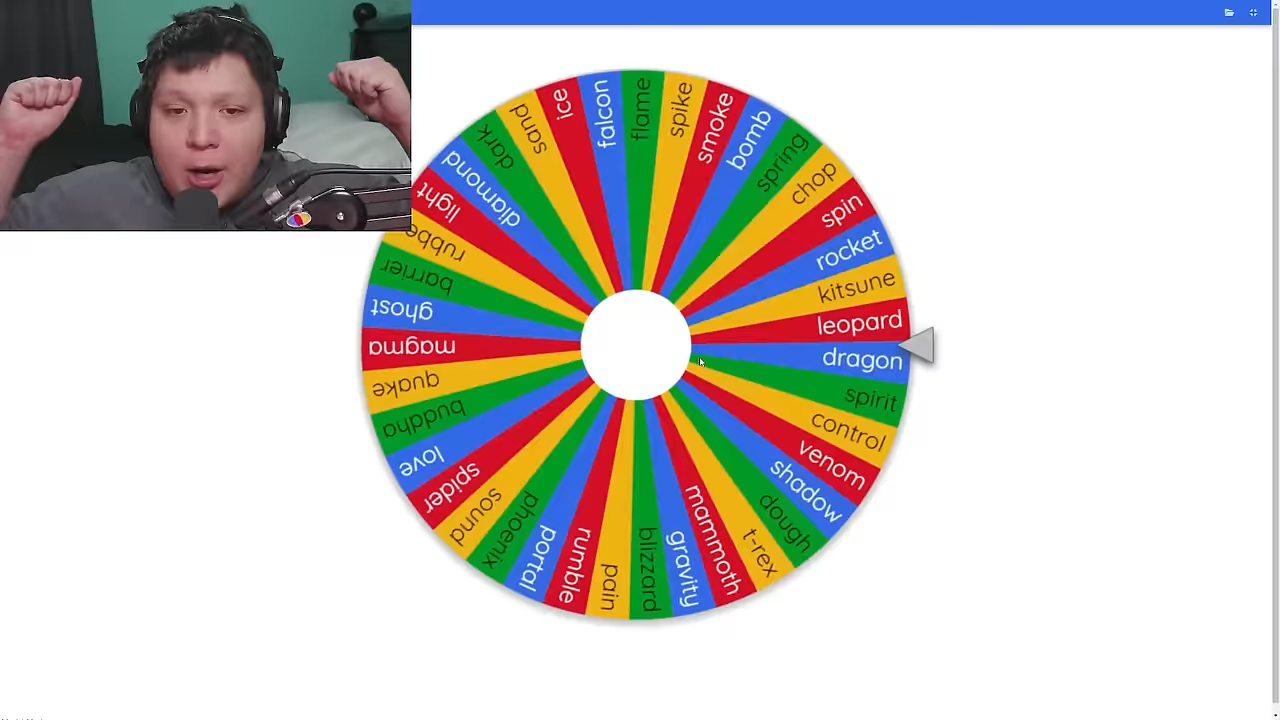 falcon
flame
spike
smoke
bomb
spring
chop
spin
rocket
kitsune
leopard
dragon
spirit
control
venom
shadow
dough
t-rex
mammoth
gravity
blizzard
pain
rumble
portal
phoenix
sound
spider
love
buddha
quake
magma
ghost
barrier
rubbe
light
diamond
dark
sand
ice